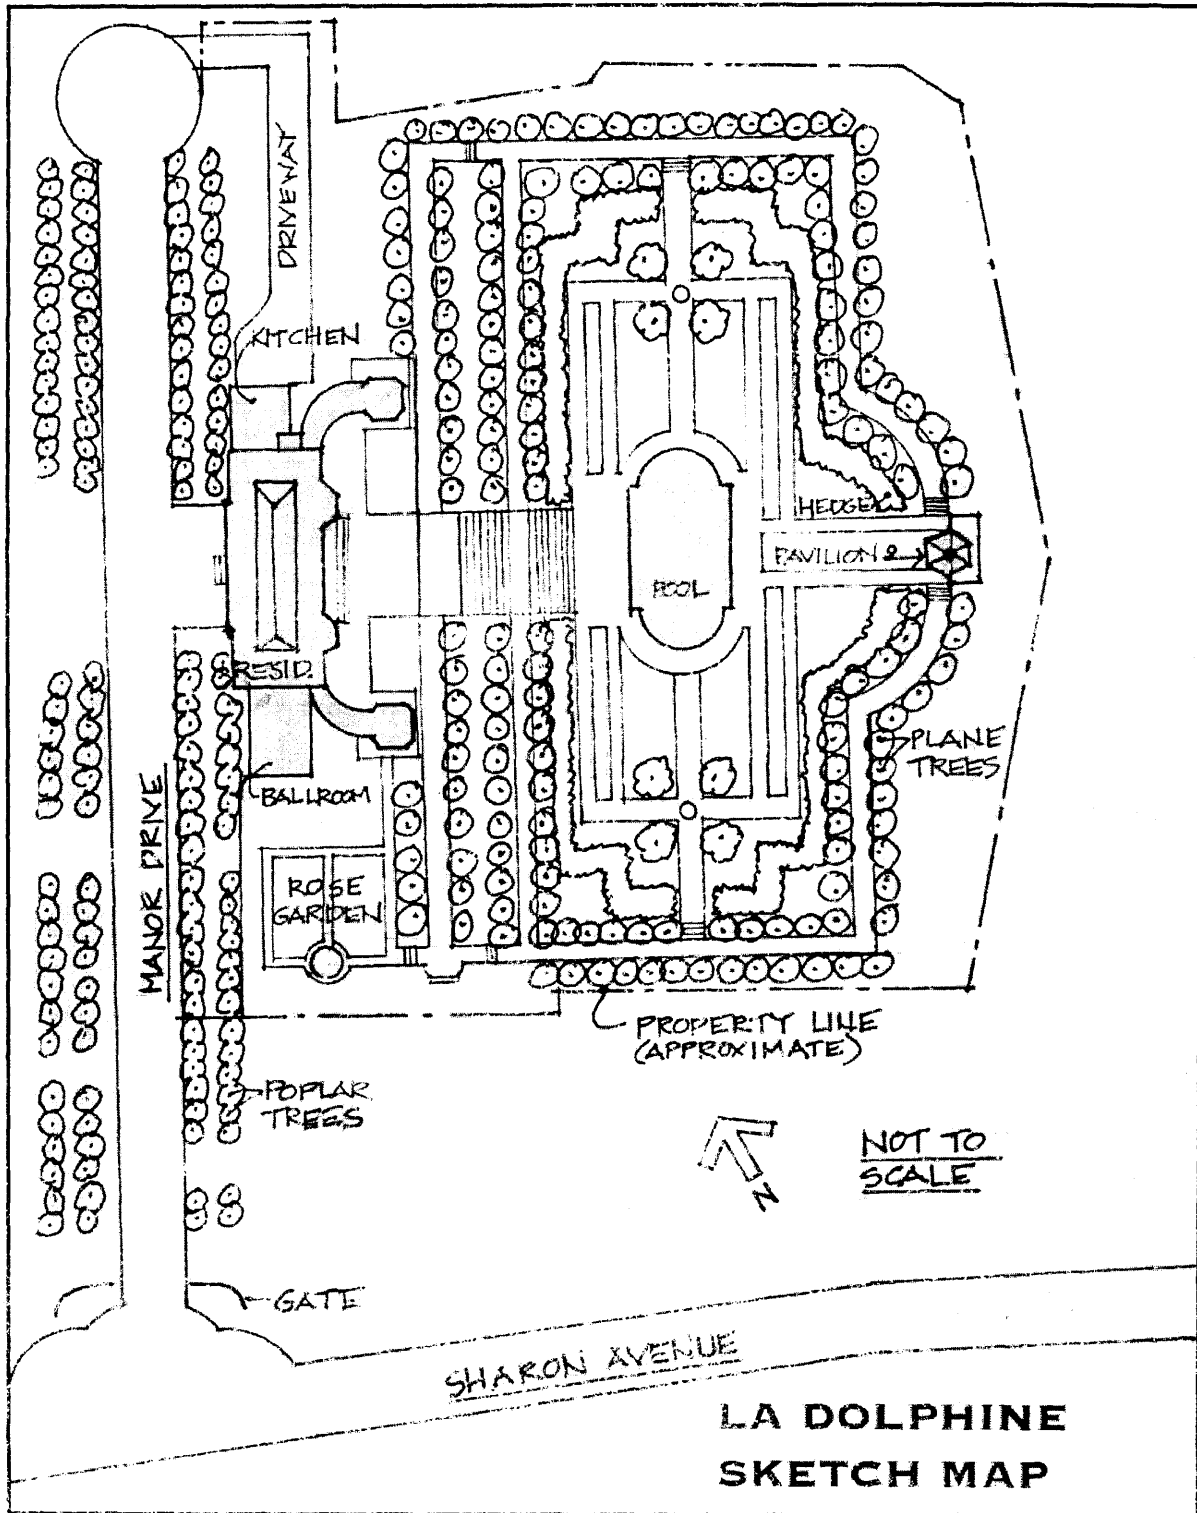 DRIVEWAY
KITCHEN
HEDGE
PAVILION
POOL
RESID.
PLANE
TREES
BALLROOM
MANOR DRIVE
ROSE
GARDEN
PROPERTY LINE
(APPROXIMATE)
POPLAR
TREES
N
NOT TO
SCALE
GATE
SHARON AVENUE
LA DOLPHINE
SKETCH MAP